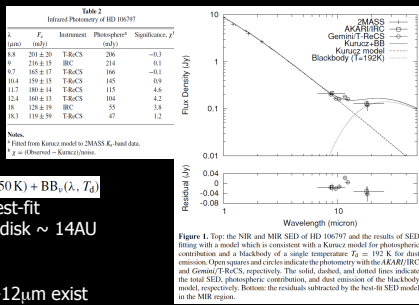 Table 2
Infrared Photometry of HD 106797
λ Fν Instrument Photosphereᵃ Significance, χᵇ
(μm) (mJy) (mJy)
8.8 201 ± 20 T-ReCS 206 −0.3
9 216 ± 15 IRC 214 0.1
9.7 165 ± 17 T-ReCS 166 −0.1
10.4 159 ± 15 T-ReCS 145 0.9
11.7 180 ± 14 T-ReCS 115 4.6
12.4 160 ± 13 T-ReCS 104 4.2
18 128 ± 19 IRC 55 3.8
18.3 119 ± 59 T-ReCS 47 1.2
Notes.
ᵃ Fitted from Kurucz model to 2MASS Kₛ-band data.
ᵇ χ = (Observed − Kurucz)/noise.
50 K) + BBν(λ, Td)
est-fit
disk ~ 14AU
-12μm exist
2MASS
AKARI/IRC
Gemini/T-ReCS
Kurucz+BB
Kurucz model
Blackbody (T=192K)
Flux Density (Jy)
10
1
0.1
0.01
1 10
Residual (Jy)
0.04
0
-0.04
-0.08
1 10
Wavelength (micron)
Figure 1. Top: the NIR and MIR SED of HD 106797 and the results of SED
fitting with a model which is consistent with a Kurucz model for photospheric
contribution and a blackbody of a single temperature Td = 192 K for dust
emission. Open squares and circles indicate the photometry with the AKARI/IRC
and Gemini/T-ReCS, repectively. The solid, dashed, and dotted lines indicate
the total SED, photospheric contribution, and dust emission of the blackbody
model, respectively. Bottom: the residuals subtracted by the best-fit SED model
in the MIR region.